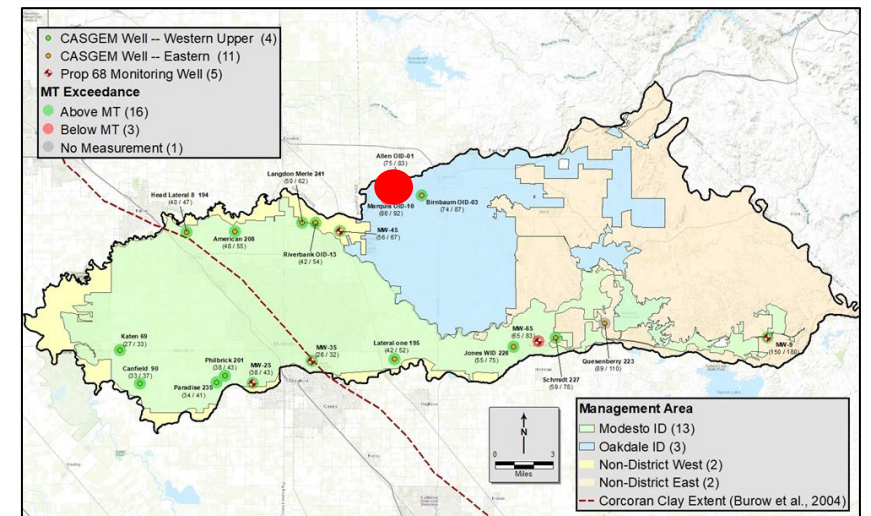 CASGEM Well -- Western Upper (4)
CASGEM Well -- Eastern (11)
Prop 68 Monitoring Well (5)
MT Exceedance
Above MT (16)
Below MT (3)
No Measurement (1)
Allen OID-01
(75 / 83)
Langdon Merle 241
(50 / 62)
Head Lateral 8 194
(40 / 47)
Marquis OID-10
(86 / 92)
Birnbaum OID-03
(74 / 87)
American 208
(48 / 55)
MW-4S
(56 / 67)
Riverbank OID-13
(42 / 54)
Katen 69
(27 / 33)
MW-3S
(26 / 32)
Lateral one 195
(42 / 52)
MW-6S
(65 / 83)
Jones WID 228
(55 / 75)
MW-9
(150 / 180)
Quesenberry 223
(89 / 110)
Schmidt 227
(59 / 78)
Philbrick 201
(38 / 43)
Canfield 90
(33 / 37)
MW-2S
(38 / 43)
Paradise 235
(34 / 41)
N
0 3
Miles
Management Area
Modesto ID (13)
Oakdale ID (3)
Non-District West (2)
Non-District East (2)
Corcoran Clay Extent (Burow et al., 2004)